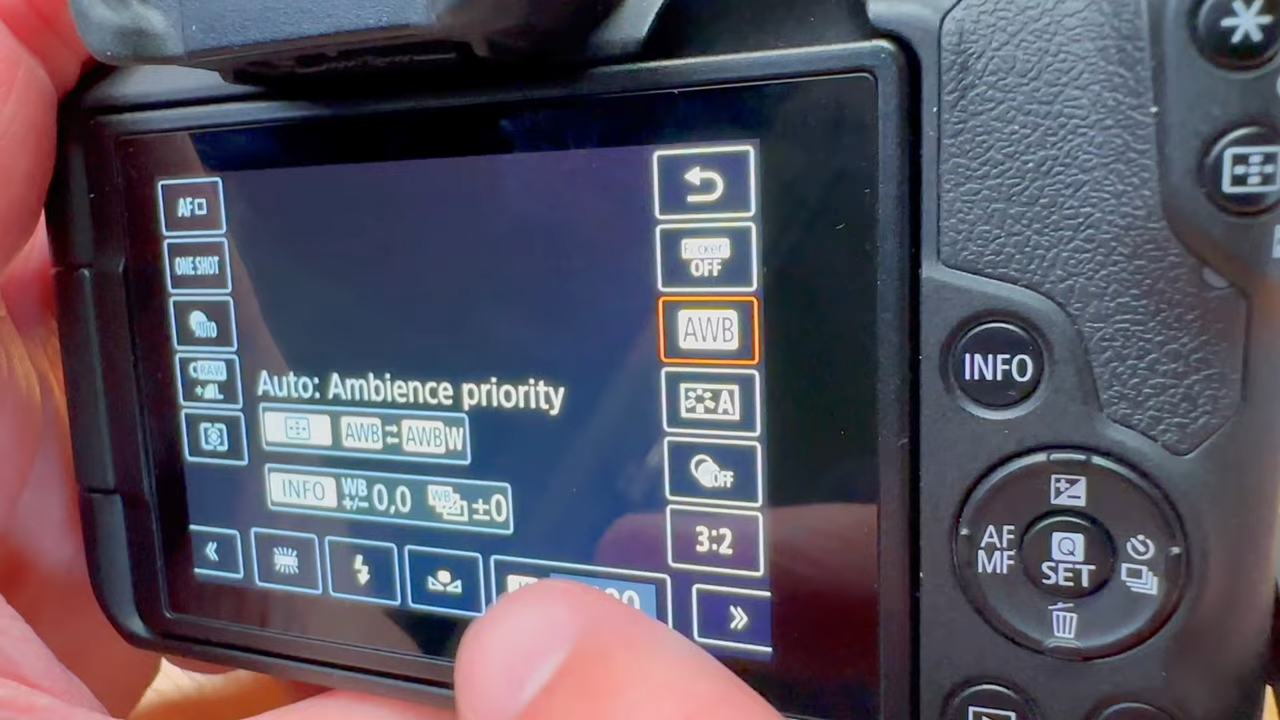 AF
ONE SHOT
AUTO
RAW
+L
Flicker!
OFF
AWB
A
OFF
3:2
Auto: Ambience priority
AWB AWBW
INFO WB +/- 0,0 WB ±0
INFO
AF
MF
Q
SET